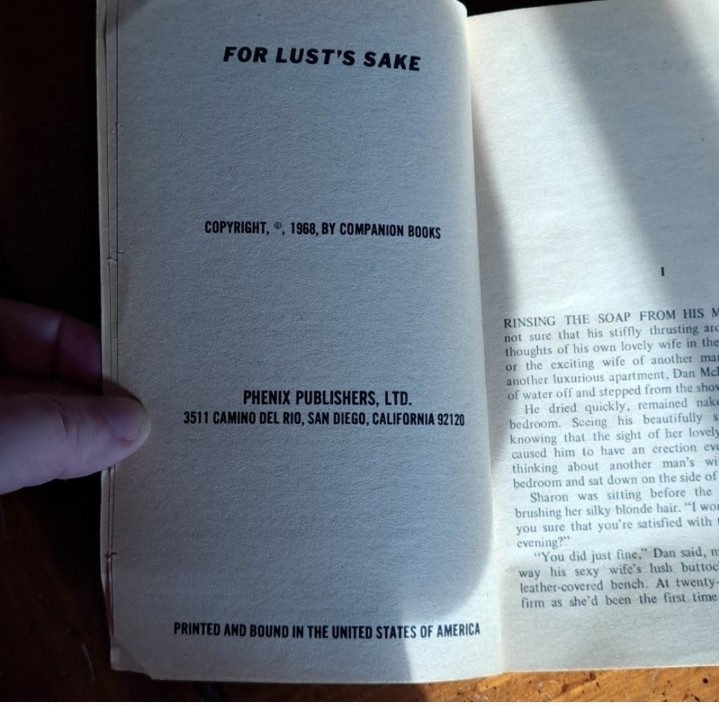 FOR LUST'S SAKE
COPYRIGHT, ©, 1968, BY COMPANION BOOKS
PHENIX PUBLISHERS, LTD.
3511 CAMINO DEL RIO, SAN DIEGO, CALIFORNIA 92120
PRINTED AND BOUND IN THE UNITED STATES OF AMERICA
I
RINSING THE SOAP FROM HIS
not sure that his stiffly thrusting
thoughts of his own lovely wife in the
or the exciting wife of another
another luxurious apartment, Dan
of water off and stepped from the
He dried quickly, remained
bedroom. Seeing his beautifully
knowing that the sight of her lovely
caused him to have an erection
thinking about another man's
bedroom and sat down on the side of
Sharon was sitting before the
brushing her silky blonde hair. "I
you sure that you're satisfied with
evening?"
"You did just fine," Dan said,
way his sexy wife's lush
leather-covered bench. At twenty-
firm as she'd been the first time